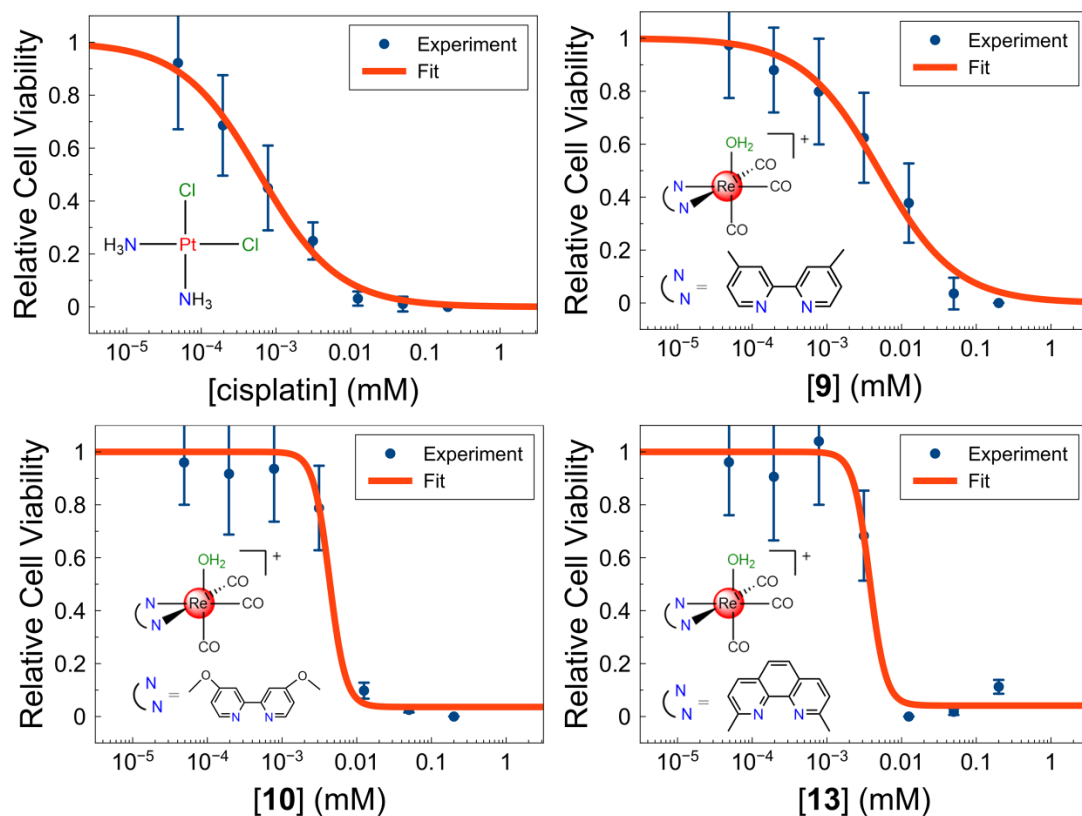 Relative Cell Viability
1
0.8
0.6
0.4
0.2
0
Experiment
Fit
Cl
H₃N
Pt
Cl
NH₃
10⁻⁵ 10⁻⁴ 10⁻³ 0.01 0.1 1
[cisplatin] (mM)
Relative Cell Viability
1
0.8
0.6
0.4
0.2
0
Experiment
Fit
+
OH₂
CO
N
Re
CO
N
CO
N
N
=
N
N
10⁻⁵ 10⁻⁴ 10⁻³ 0.01 0.1 1
[9] (mM)
Relative Cell Viability
1
0.8
0.6
0.4
0.2
0
Experiment
Fit
+
OH₂
CO
N
Re
CO
N
CO
N
N
=
O
O
N
N
10⁻⁵ 10⁻⁴ 10⁻³ 0.01 0.1 1
[10] (mM)
Relative Cell Viability
1
0.8
0.6
0.4
0.2
0
Experiment
Fit
+
OH₂
CO
N
Re
CO
N
CO
N
N
=
N
N
10⁻⁵ 10⁻⁴ 10⁻³ 0.01 0.1 1
[13] (mM)